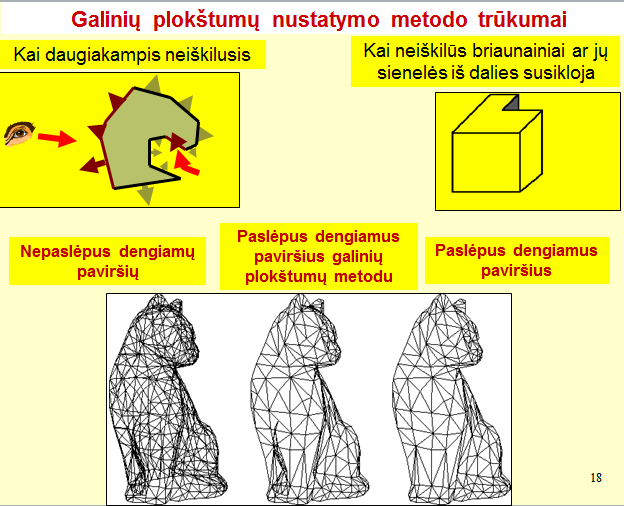 Galinių plokštumų nustatymo metodo trūkumai
Kai daugiakampis neiškilusis
Kai neiškilūs briaunainiai ar jų
sienelės iš dalies susikloja
Nepaslėpus dengiamų
paviršių
Paslėpus dengiamus
paviršius galinių
plokštumų metodu
Paslėpus dengiamus
paviršius
18